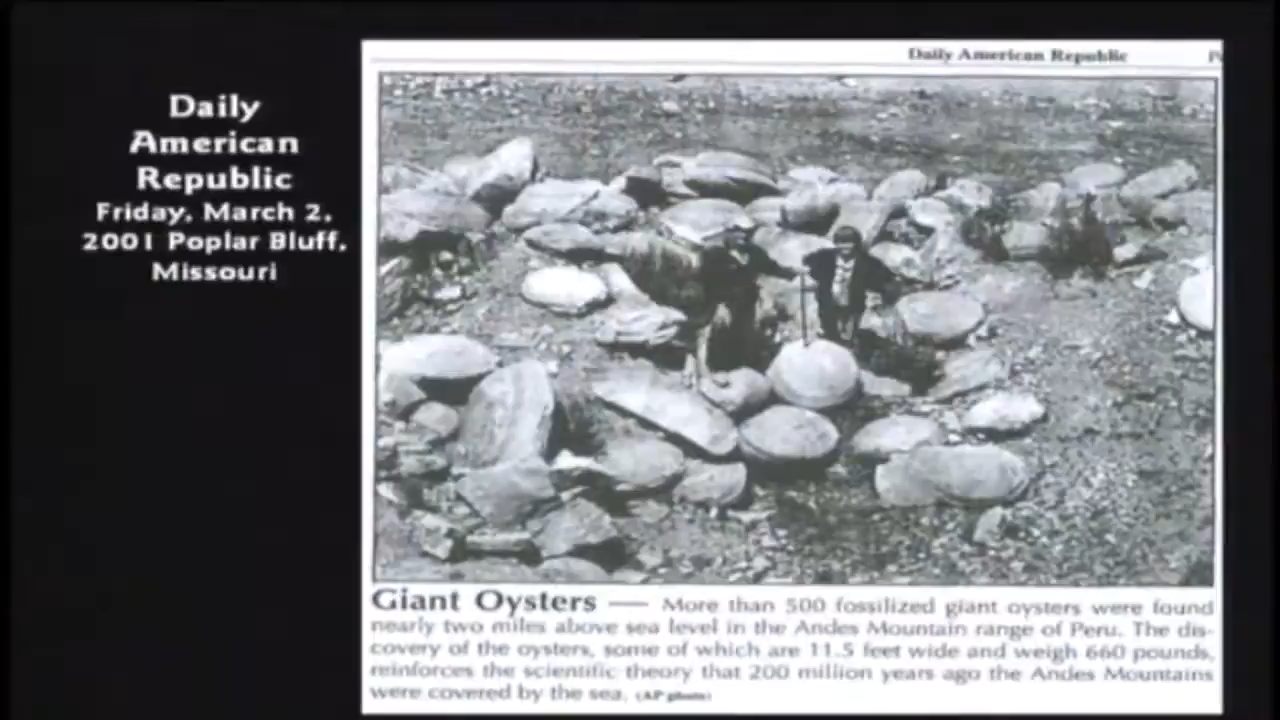 Daily
American
Republic
Friday, March 2,
2001 Poplar Bluff,
Missouri
Daily American Republic
Giant Oysters — More than 500 fossilized giant oysters were found
nearly two miles above sea level in the Andes Mountain range of Peru. The dis-
covery of the oysters, some of which are 11.5 feet wide and weigh 660 pounds,
reinforces the scientific theory that 200 million years ago the Andes Mountains
were covered by the sea. (AP photo)